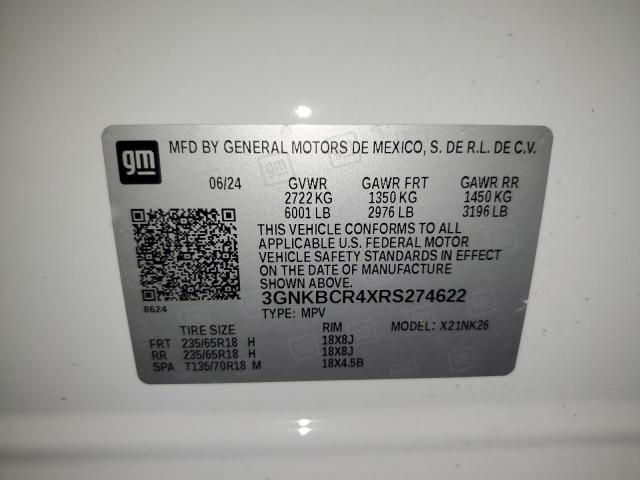 gm MFD BY GENERAL MOTORS DE MEXICO, S. DE R.L. DE C.V.
06/24 GVWR GAWR FRT GAWR RR
2722 KG 1350 KG 1450 KG
6001 LB 2976 LB 3196 LB
THIS VEHICLE CONFORMS TO ALL
APPLICABLE U.S. FEDERAL MOTOR
VEHICLE SAFETY STANDARDS IN EFFECT
ON THE DATE OF MANUFACTURE
SHOWN ABOVE.
3GNKBCR4XRS274622
8624
TYPE: MPV
TIRE SIZE RIM MODEL: X21NK26
FRT 235/65R18 H 18X8J
RR 235/65R18 H 18X8J
SPA T135/70R18 M 18X4.5B